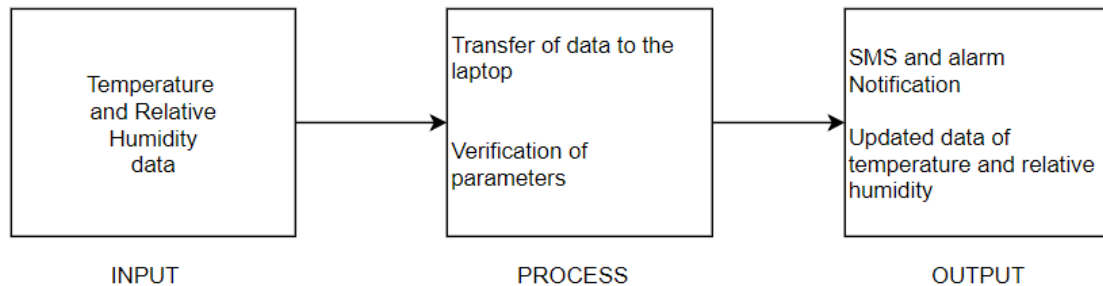 Temperature
and Relative
Humidity
data
Transfer of data to the
laptop
Verification of
parameters
SMS and alarm
Notification
Updated data of
temperature and relative
humidity
INPUT
PROCESS
OUTPUT